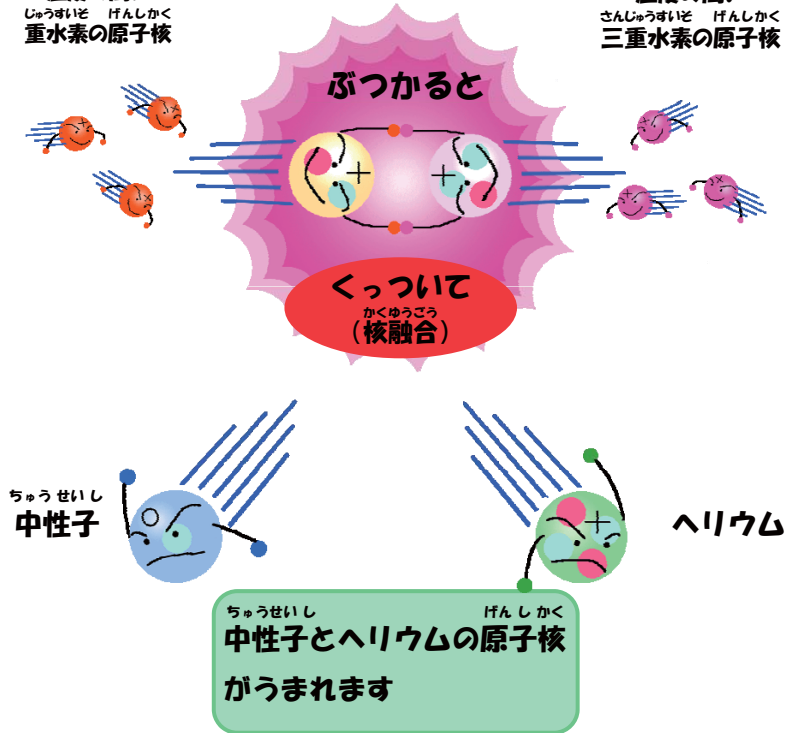 じゅうすいそ げんしかく
重水素の原子核
さんじゅうすいそ げんしかく
三重水素の原子核
ぶつかると
くっついて
かくゆうごう
(核融合)
ちゅうせいし
中性子
ヘリウム
ちゅうせいし げんしかく
中性子とヘリウムの原子核
がうまれます